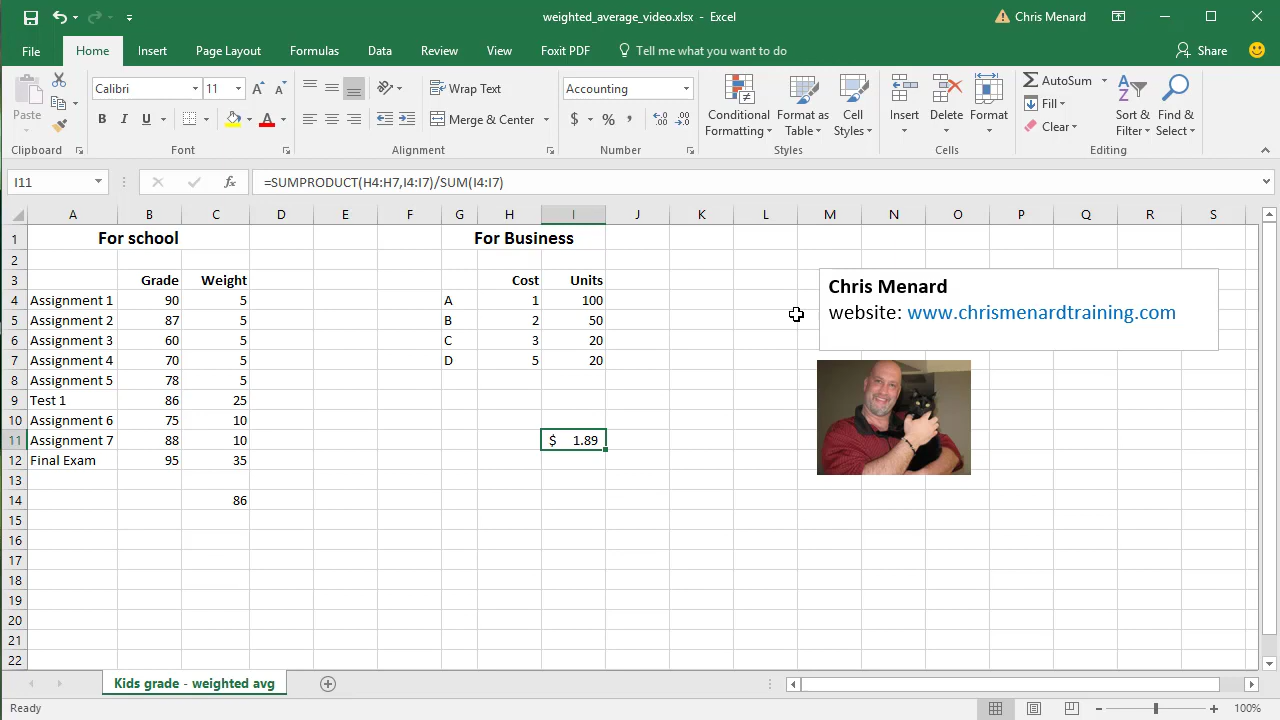 weighted_average_video.xlsx - Excel
Chris Menard
File Home Insert Page Layout Formulas Data Review View Foxit PDF Tell me what you want to do Share
Calibri 11 Wrap Text Accounting AutoSum
Paste B I U A Merge & Center $ % , Conditional Formatting Format as Table Cell Styles Insert Delete Format Fill Clear Sort & Filter Find & Select
Clipboard Font Alignment Number Styles Cells Editing
I11 fx =SUMPRODUCT(H4:H7,I4:I7)/SUM(I4:I7)
A B C D E F G H I J K L M N O P Q R S
1 For school For Business
2
3 Grade Weight Cost Units
4 Assignment 1 90 5 A 1 100
5 Assignment 2 87 5 B 2 50
6 Assignment 3 60 5 C 3 20
7 Assignment 4 70 5 D 5 20
8 Assignment 5 78 5
9 Test 1 86 25
10 Assignment 6 75 10
11 Assignment 7 88 10 $ 1.89
12 Final Exam 95 35
13
14 86
15
16
17
18
19
20
21
22
Chris Menard
website: www.chrismenardtraining.com
Kids grade - weighted avg
Ready 100%